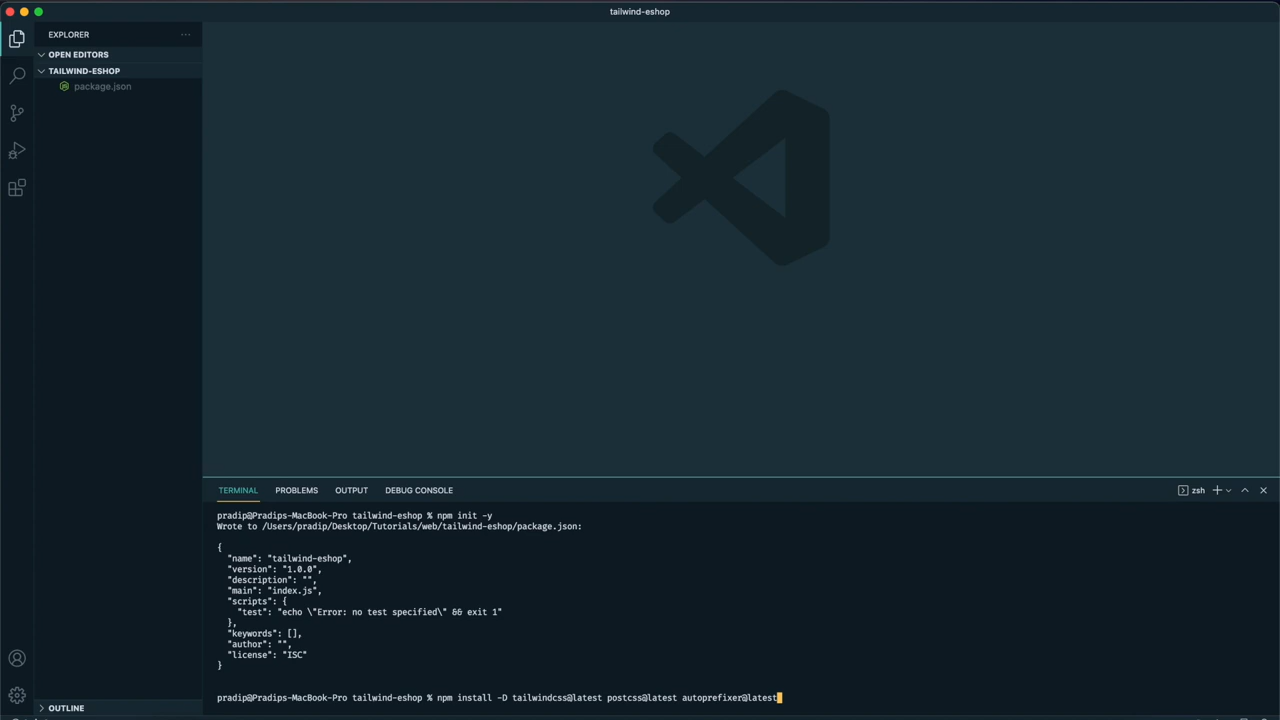 tailwind-eshop
EXPLORER
OPEN EDITORS
TAILWIND-ESHOP
package.json
TERMINAL PROBLEMS OUTPUT DEBUG CONSOLE zsh
pradip@Pradips-MacBook-Pro tailwind-eshop % npm init -y
Wrote to /Users/pradip/Desktop/Tutorials/web/tailwind-eshop/package.json:
{
"name": "tailwind-eshop",
"version": "1.0.0",
"description": "",
"main": "index.js",
"scripts": {
"test": "echo \"Error: no test specified\" && exit 1"
},
"keywords": [],
"author": "",
"license": "ISC"
}
pradip@Pradips-MacBook-Pro tailwind-eshop % npm install -D tailwindcss@latest postcss@latest autoprefixer@latest
OUTLINE